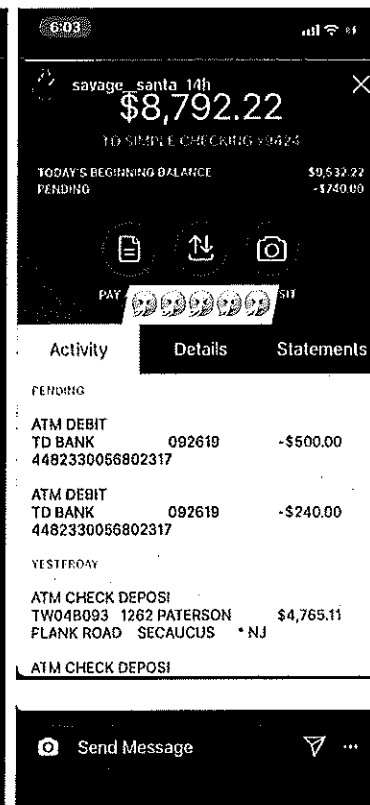 6:03
savage_santa 14h
$8,792.22
TD SIMPLE CHECKING x9424
TODAY'S BEGINNING BALANCE $9,532.22
PENDING -$740.00
PAY SIT
Activity Details Statements
PENDING
ATM DEBIT
TD BANK 092619 -$500.00
4482330056802317
ATM DEBIT
TD BANK 092619 -$240.00
4482330056802317
YESTERDAY
ATM CHECK DEPOSI
TW04B093 1262 PATERSON $4,765.11
PLANK ROAD SECAUCUS * NJ
ATM CHECK DEPOSI
Send Message